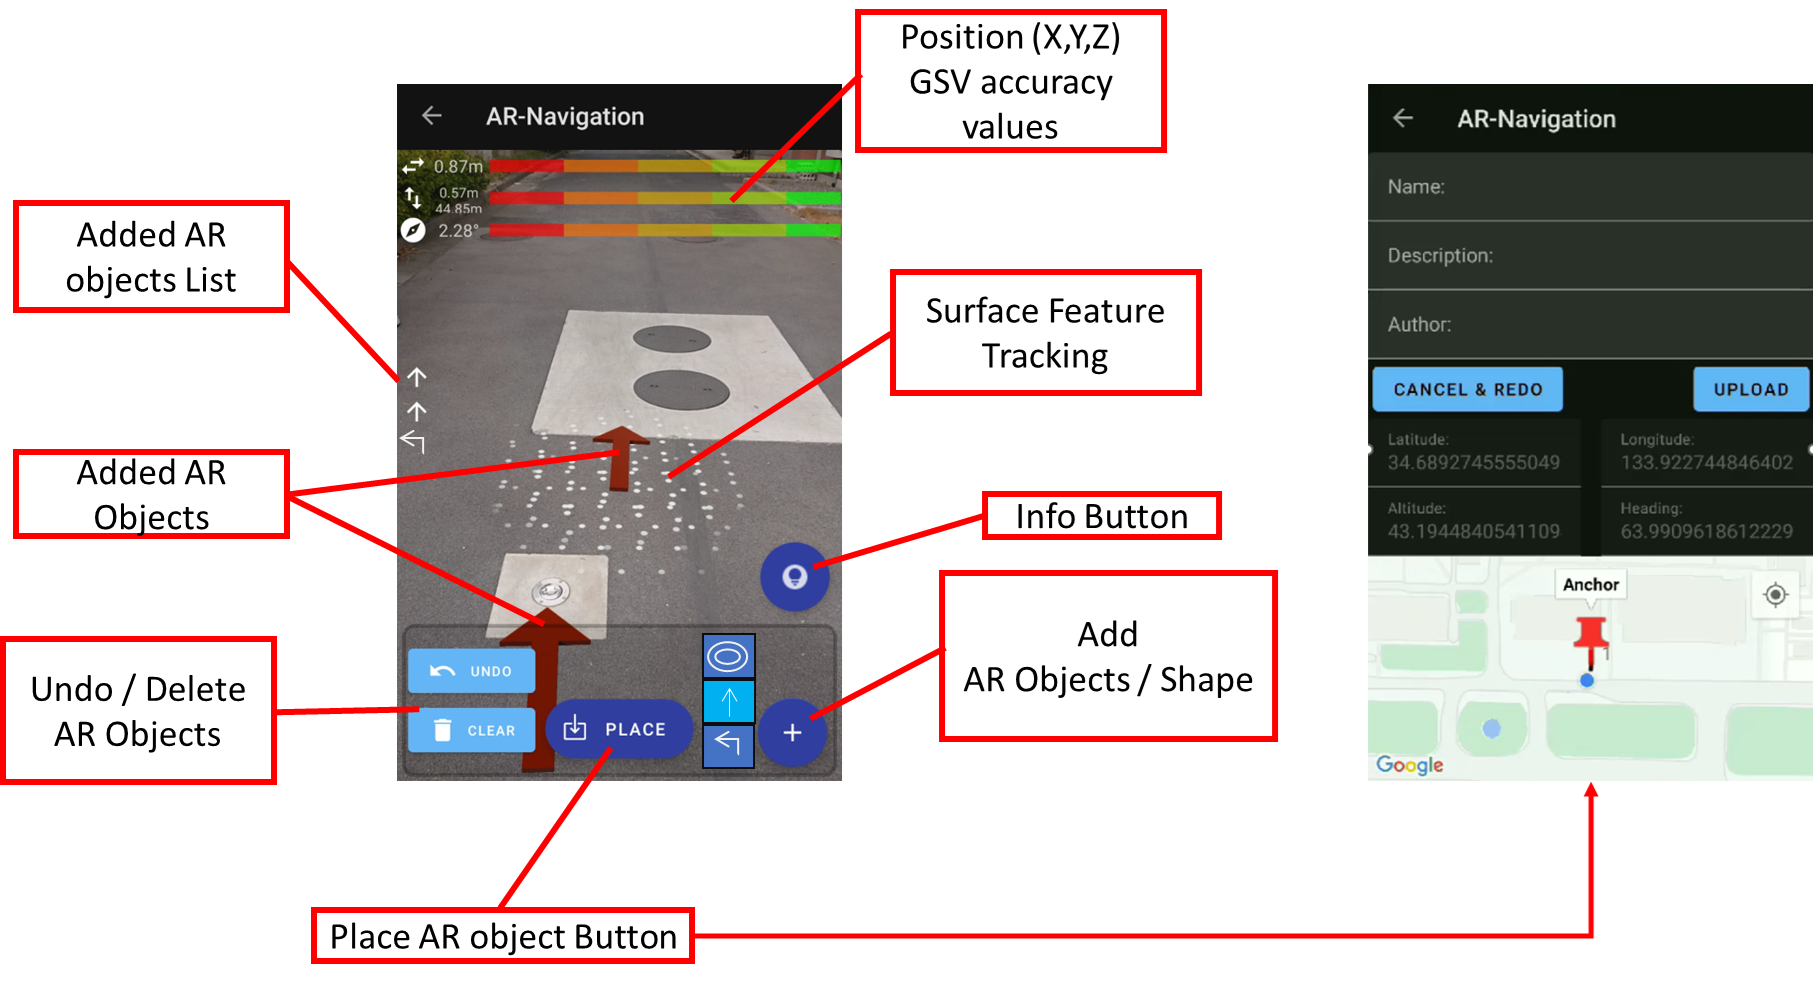 Position (X,Y,Z)
GSV accuracy
values
AR-Navigation
0.87m
0.57m
44.85m
2.28°
Added AR
objects List
Surface Feature
Tracking
Added AR
Objects
Info Button
Add
AR Objects / Shape
Undo / Delete
AR Objects
UNDO
CLEAR
PLACE
Place AR object Button
AR-Navigation
Name:
Description:
Author:
CANCEL & REDO
UPLOAD
Latitude:
34.6892745555049
Longitude:
133.922744846402
Altitude:
43.1944840541109
Heading:
63.9909618612229
Anchor
1
Google